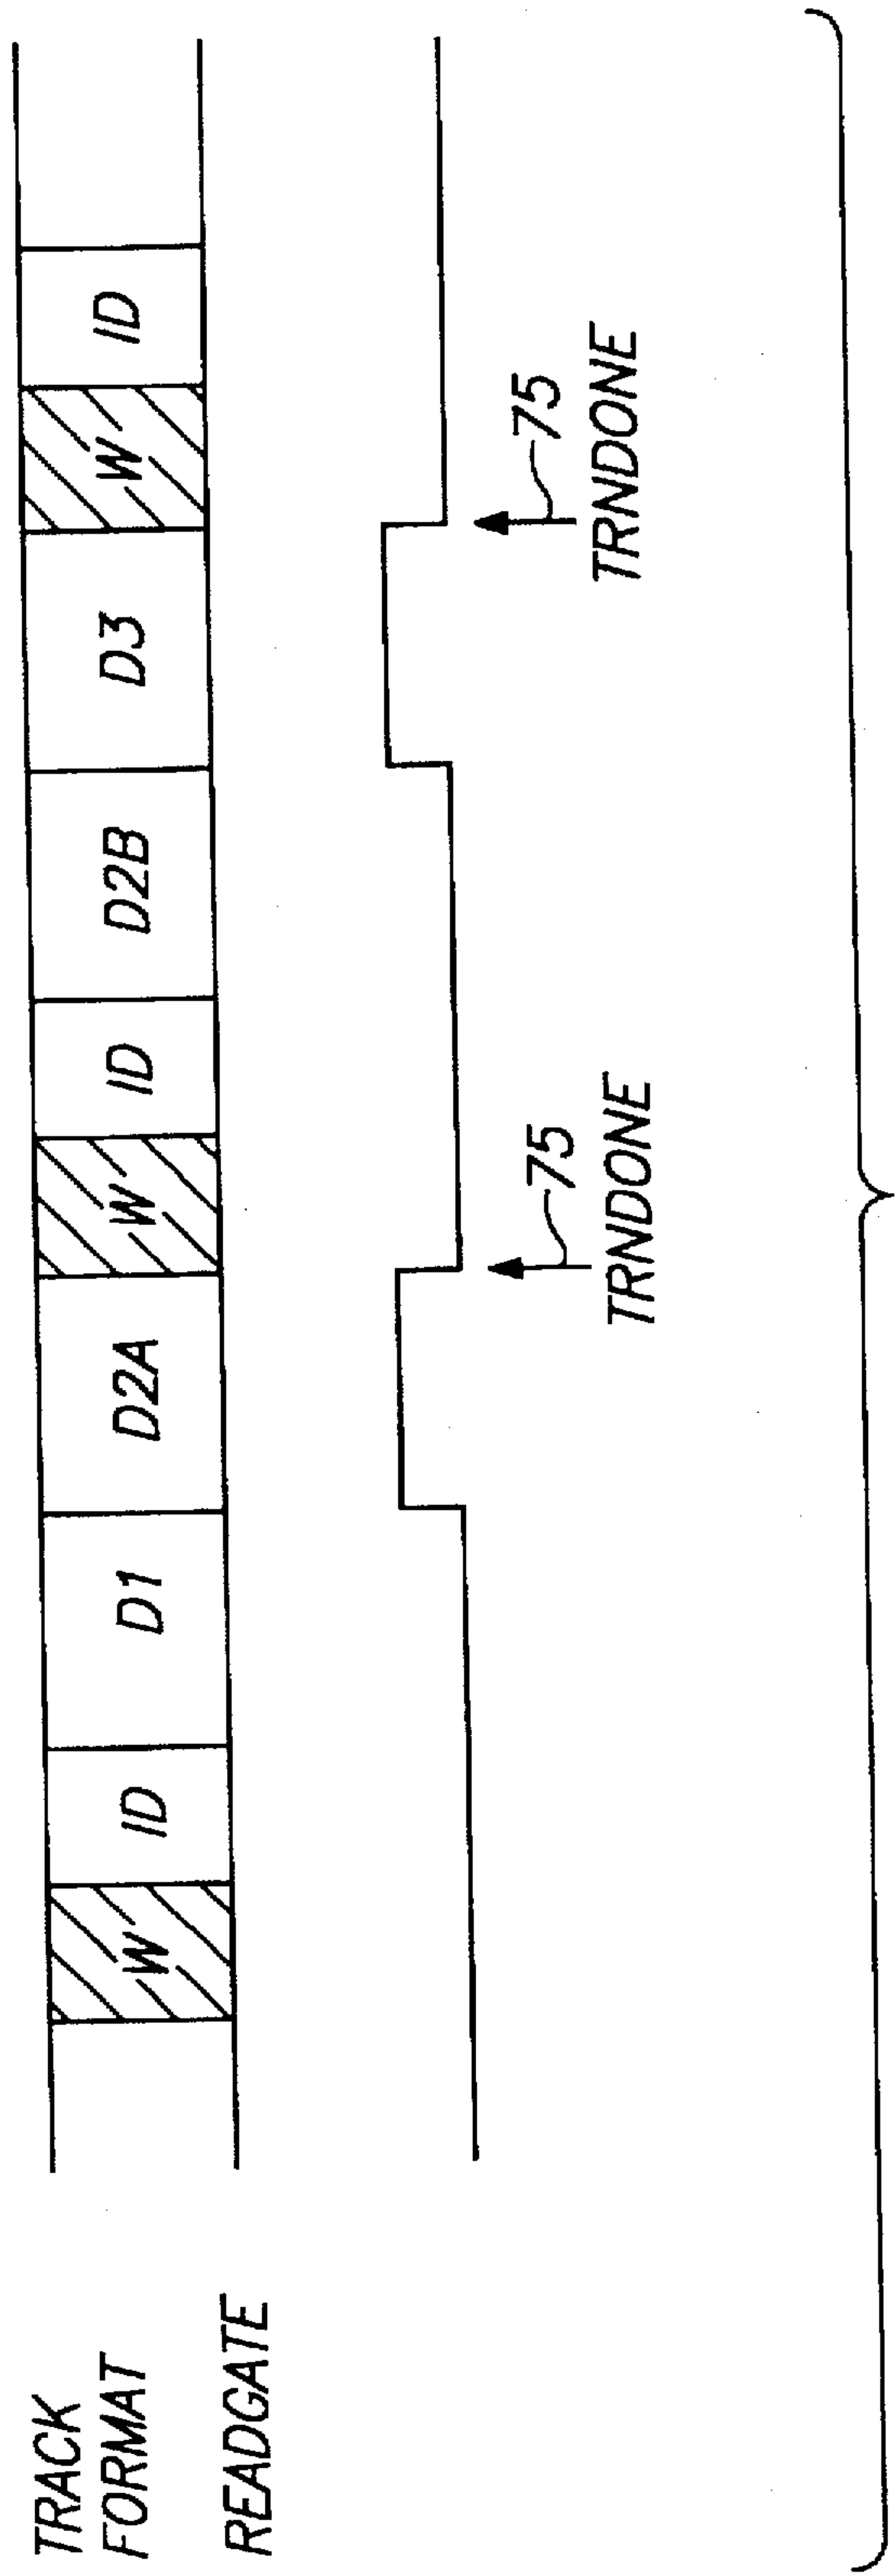 TRACK
FORMAT
W ID D1 D2A W ID D2B D3 W ID
READGATE
75 75
TRNDONE TRNDONE